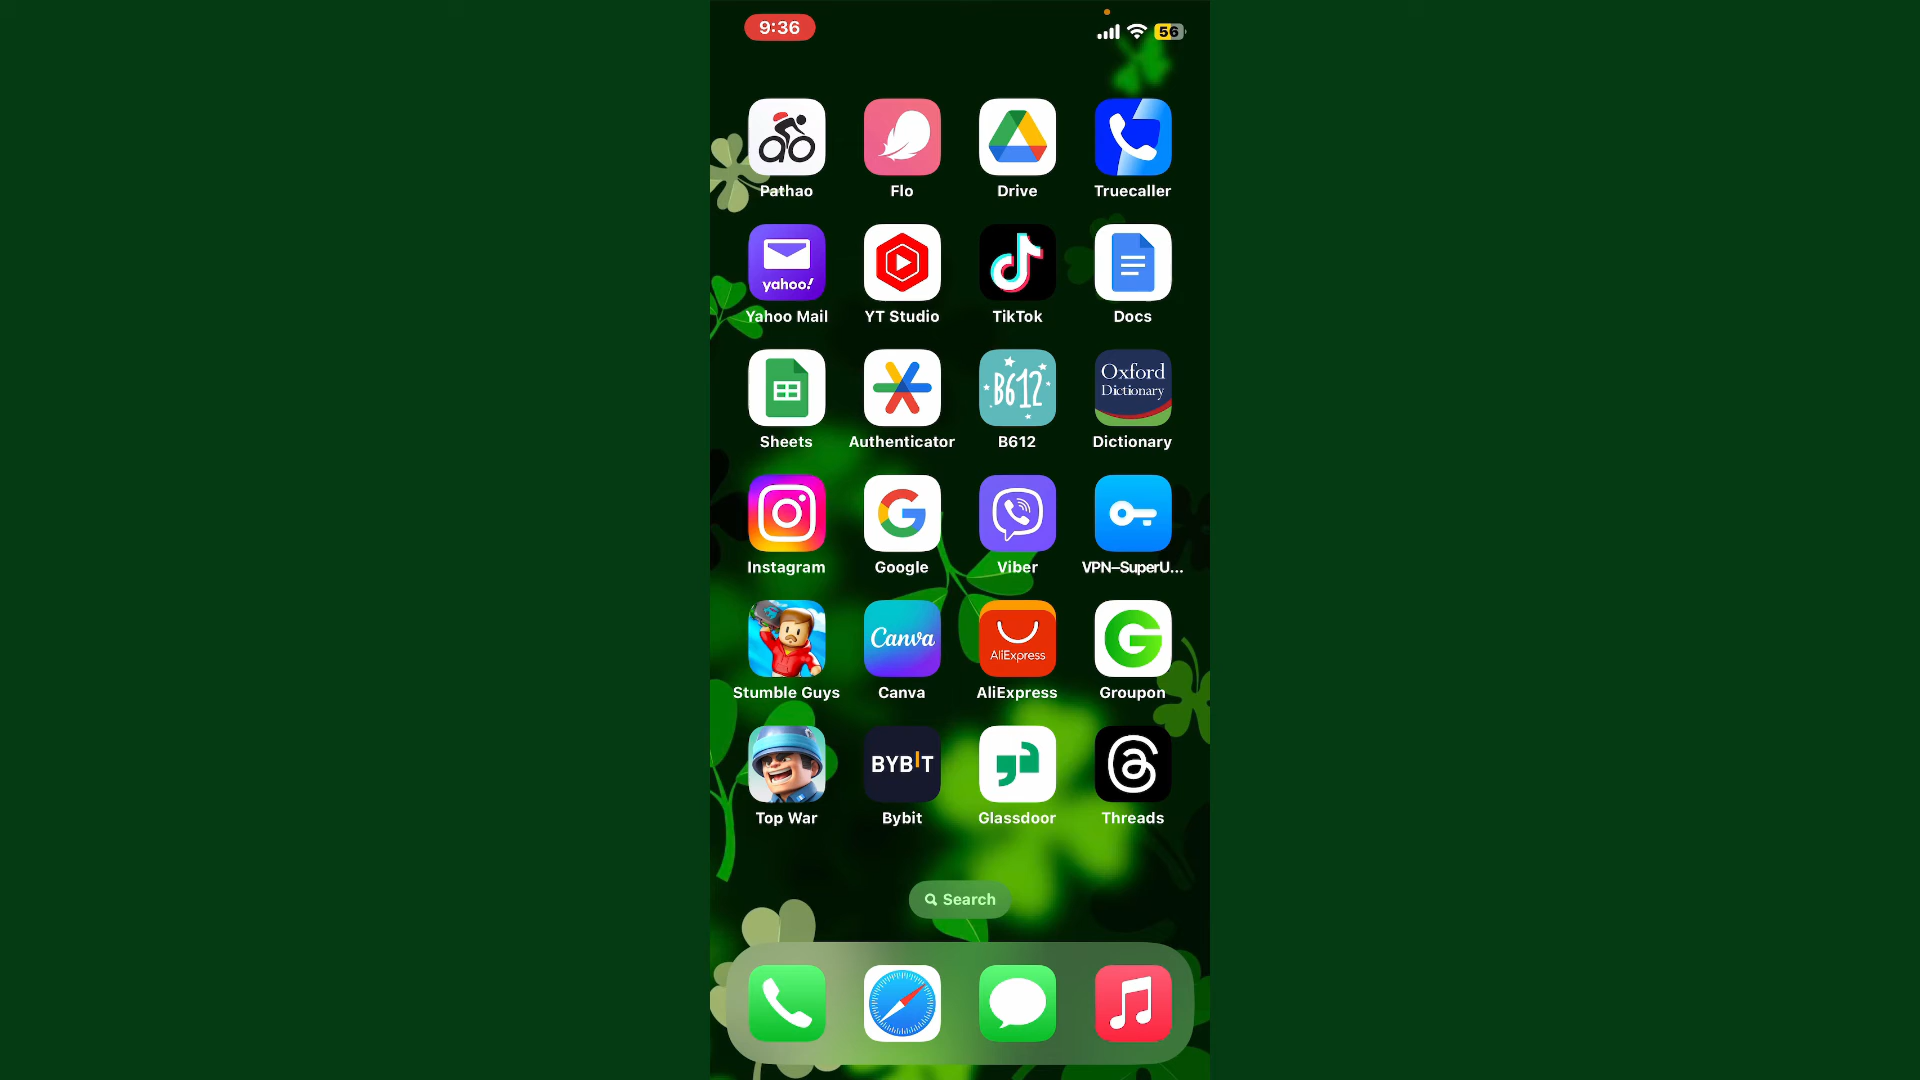 9:36
56
Pathao Flo Drive Truecaller
yahoo!
Yahoo Mail YT Studio TikTok Docs
B612
Oxford
Dictionary
Sheets Authenticator B612 Dictionary
Instagram Google Viber VPN–SuperU...
Canva
AliExpress
Stumble Guys Canva AliExpress Groupon
BYBIT
Top War Bybit Glassdoor Threads
Search